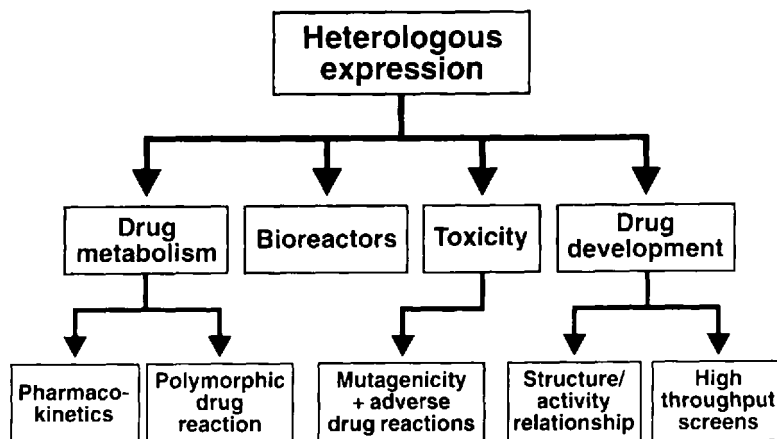 Heterologous
expression
Drug
metabolism
Bioreactors
Toxicity
Drug
development
Pharmaco-
kinetics
Polymorphic
drug
reaction
Mutagenicity
+ adverse
drug reactions
Structure/
activity
relationship
High
throughput
screens